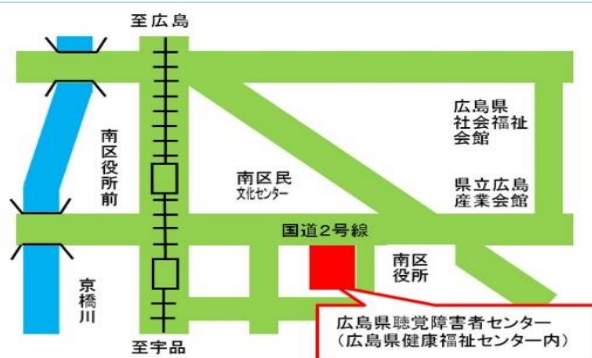 至広島
広島県
社会福祉
会館
南区役所前
南区民
文化センター
県立広島
産業会館
国道2号線
南区
役所
京橋川
広島県聴覚障害者センター
（広島県健康福祉センター内）
至宇品